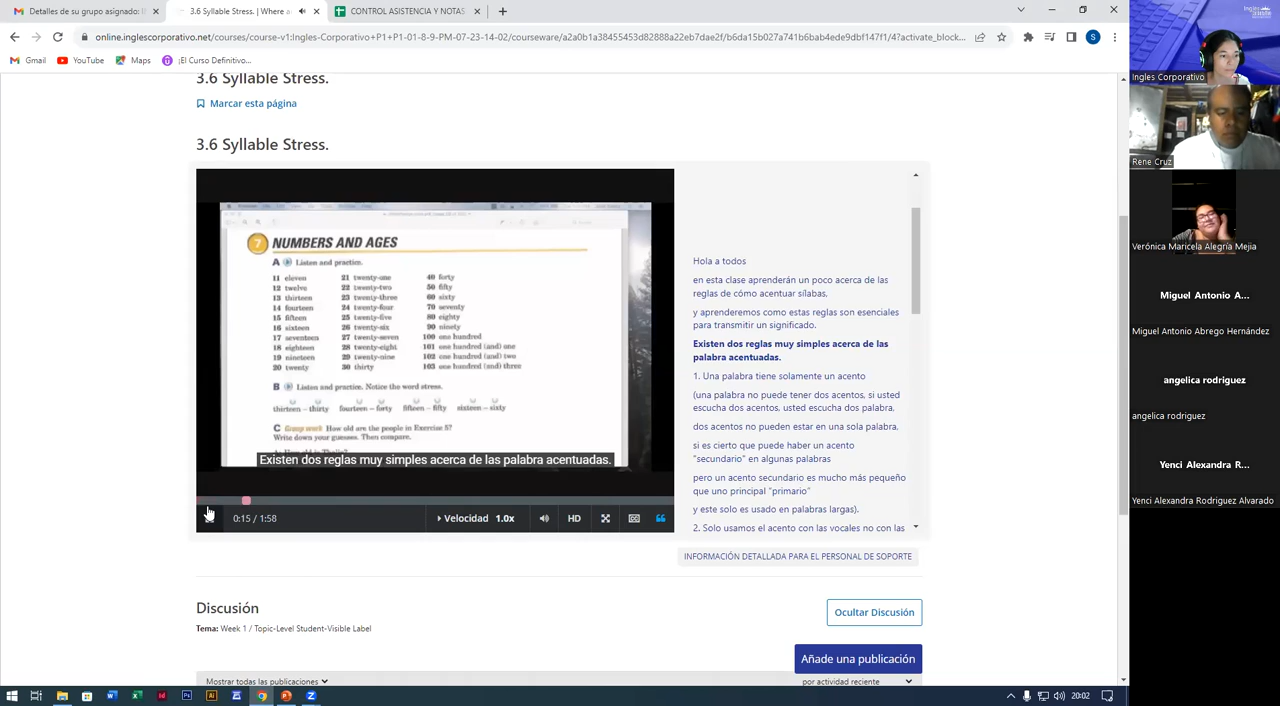 Detalles de su grupo asignado: I
3.6 Syllable Stress. | Where a
CONTROL ASISTENCIA Y NOTAS
online.inglescorporativo.net/courses/course-v1:Ingles-Corporativo+P1+P1-01-8-9-PM-07-23-14-02/courseware/a2a0b1a38455453d82888a22eb7dae2f/b6da15b027a741b6bab4ede9dbf147f1/4?activate_block...
S
Gmail
YouTube
Maps
¡El Curso Definitivo...
3.6 Syllable Stress.
Marcar esta página
3.6 Syllable Stress.
7 NUMBERS AND AGES
A Listen and practice.
11 eleven 21 twenty-one 40 forty
12 twelve 22 twenty-two 50 fifty
13 thirteen 23 twenty-three 60 sixty
14 fourteen 24 twenty-four 70 seventy
15 fifteen 25 twenty-five 80 eighty
16 sixteen 26 twenty-six 90 ninety
17 seventeen 27 twenty-seven 100 one hundred
18 eighteen 28 twenty-eight 101 one hundred (and) one
19 nineteen 29 twenty-nine 102 one hundred (and) two
20 twenty 30 thirty 103 one hundred (and) three
B Listen and practice. Notice the word stress.
thirteen – thirty fourteen – forty fifteen – fifty sixteen – sixty
C Group work How old are the people in Exercise 5?
Write down your guesses. Then compare.
Existen dos reglas muy simples acerca de las palabra acentuadas.
0:15 / 1:58
Velocidad 1.0x
HD
Hola a todos
en esta clase aprenderán un poco acerca de las
reglas de cómo acentuar sílabas,
y aprenderemos como estas reglas son esenciales
para transmitir un significado.
Existen dos reglas muy simples acerca de las
palabra acentuadas.
1. Una palabra tiene solamente un acento
(una palabra no puede tener dos acentos, si usted
escucha dos acentos, usted escucha dos palabra,
dos acentos no pueden estar en una sola palabra,
si es cierto que puede haber un acento
"secundario" en algunas palabras
pero un acento secundario es mucho más pequeño
que uno principal "primario"
y este solo es usado en palabras largas).
2. Solo usamos el acento con las vocales no con las
INFORMACIÓN DETALLADA PARA EL PERSONAL DE SOPORTE
Discusión
Ocultar Discusión
Tema: Week 1 / Topic-Level Student-Visible Label
Añade una publicación
Mostrar todas las publicaciones
por actividad reciente
20:02
Ingles Corporativo
Rene Cruz
Verónica Maricela Alegría Mejia
Miguel Antonio A...
Miguel Antonio Abrego Hernández
angelica rodriguez
angelica rodriguez
Yenci Alexandra R...
Yenci Alexandra Rodriguez Alvarado